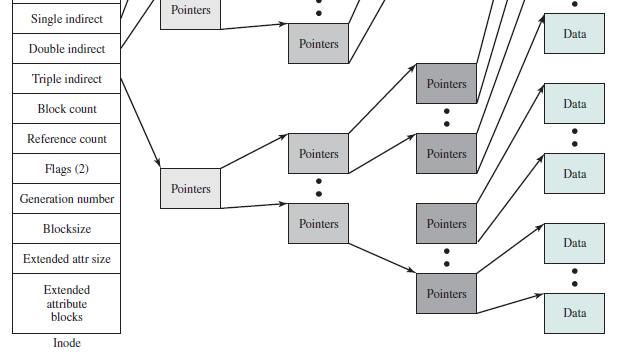 Single indirect
Double indirect
Triple indirect
Block count
Reference count
Flags (2)
Generation number
Blocksize
Extended attr size
Extended
attribute
blocks
Inode
Pointers
Pointers
Pointers
Pointers
Pointers
Pointers
Pointers
Pointers
Pointers
Data
Data
Data
Data
Data